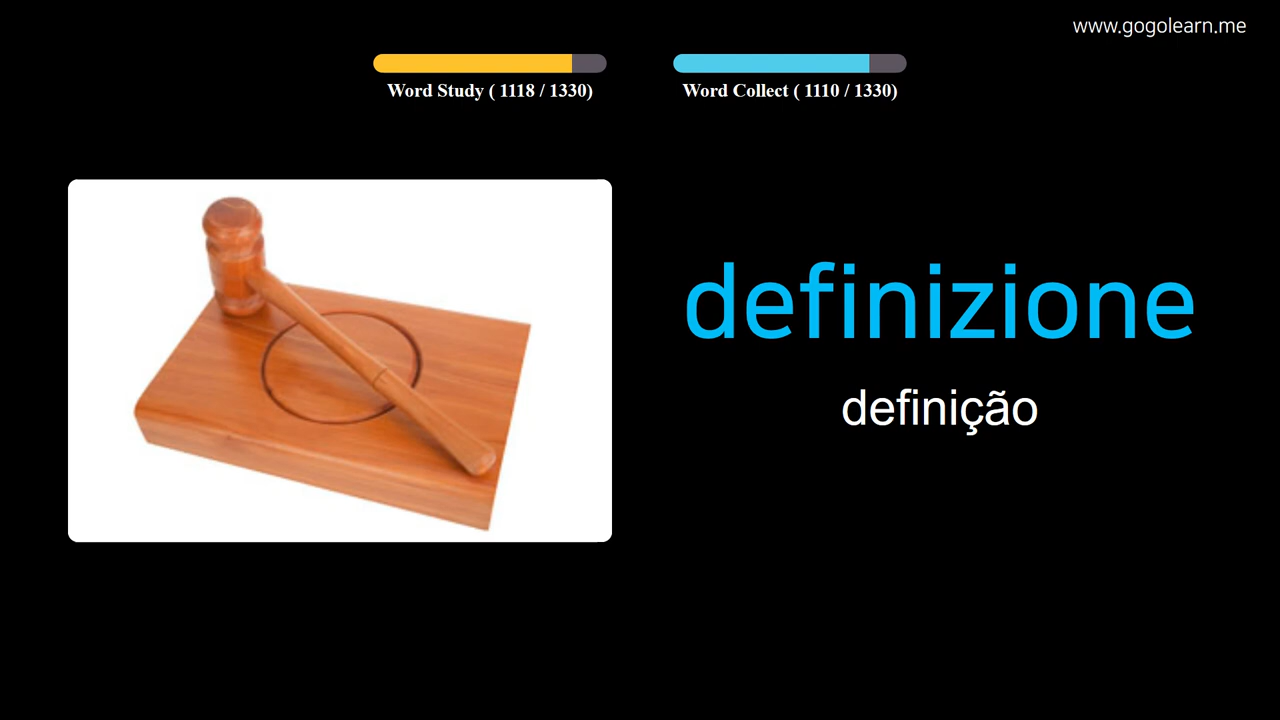 www.gogolearn.me
Word Study ( 1118 / 1330)
Word Collect ( 1110 / 1330)
definizione
definição